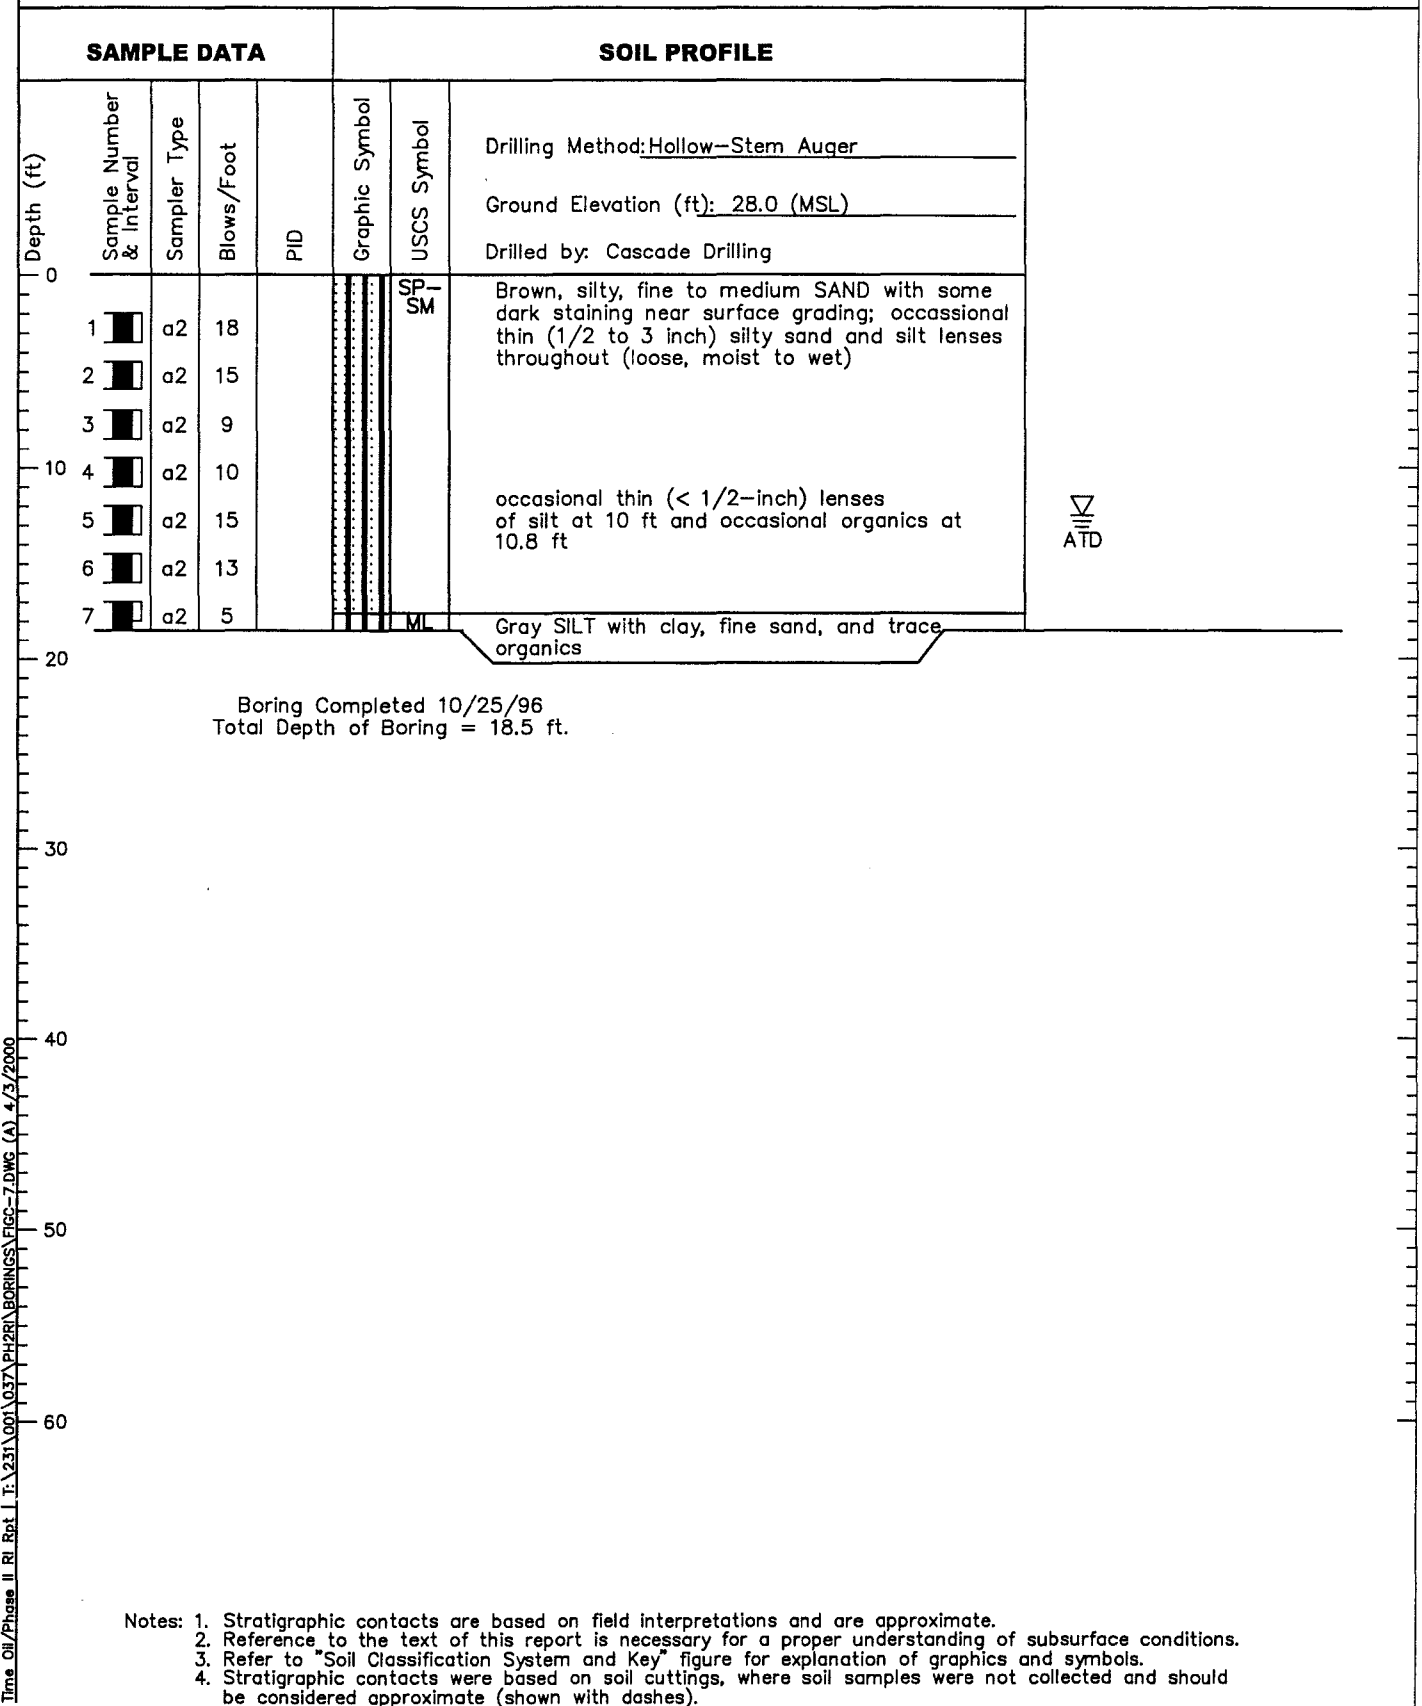 SAMPLE DATA
SOIL PROFILE
Depth (ft)
Sample Number
& Interval
Sampler Type
Blows/Foot
PID
Graphic Symbol
USCS Symbol
Drilling Method: Hollow-Stem Auger
Ground Elevation (ft): 28.0 (MSL)
Drilled by: Cascade Drilling
0
SP-
SM
Brown, silty, fine to medium SAND with some
dark staining near surface grading; occassional
thin (1/2 to 3 inch) silty sand and silt lenses
throughout (loose, moist to wet)
1 a2 18
2 a2 15
3 a2 9
10 4 a2 10
occasional thin (< 1/2-inch) lenses
of silt at 10 ft and occasional organics at
10.8 ft
5 a2 15
ATD
6 a2 13
7 a2 5
ML
Gray SILT with clay, fine sand, and trace
organics
20
Boring Completed 10/25/96
Total Depth of Boring = 18.5 ft.
30
40
50
60
Time Oil/Phase II RI Rpt | T:\231\001\037\PH2RI\BORINGS\FIGC-7.DWG (A) 4/3/2000
Notes: 1. Stratigraphic contacts are based on field interpretations and are approximate.
2. Reference to the text of this report is necessary for a proper understanding of subsurface conditions.
3. Refer to "Soil Classification System and Key" figure for explanation of graphics and symbols.
4. Stratigraphic contacts were based on soil cuttings, where soil samples were not collected and should
be considered approximate (shown with dashes).